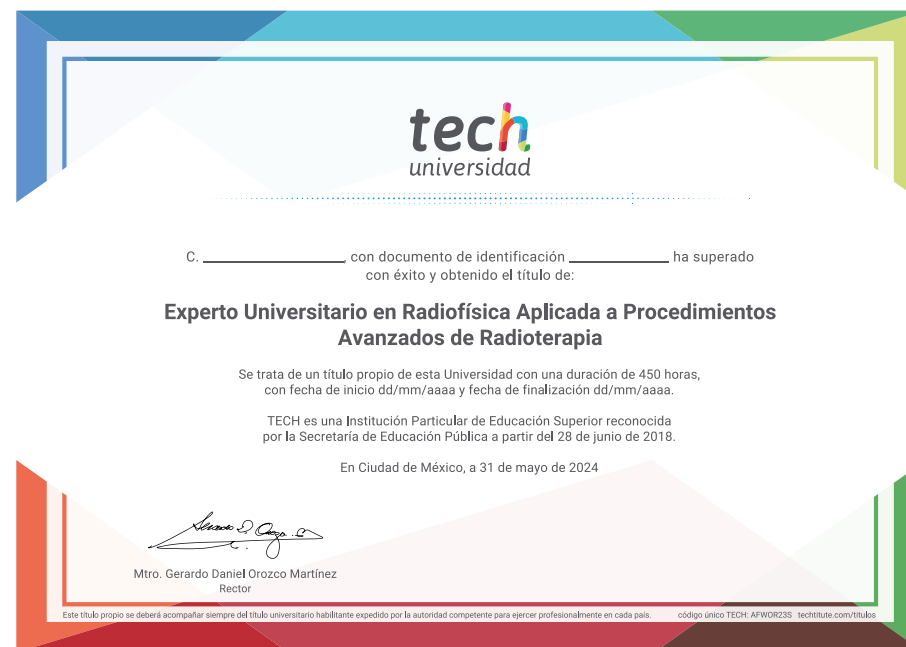 tech
universidad
C. ____________________, con documento de identificación ______________ ha superado
con éxito y obtenido el título de:
Experto Universitario en Radiofísica Aplicada a Procedimientos
Avanzados de Radioterapia
Se trata de un título propio de esta Universidad con una duración de 450 horas,
con fecha de inicio dd/mm/aaaa y fecha de finalización dd/mm/aaaa.
TECH es una Institución Particular de Educación Superior reconocida
por la Secretaría de Educación Pública a partir del 28 de junio de 2018.
En Ciudad de México, a 31 de mayo de 2024
Mtro. Gerardo Daniel Orozco Martínez
Rector
Este título propio se deberá acompañar siempre del título universitario habilitante expedido por la autoridad competente para ejercer profesionalmente en cada país. código único TECH: AFWOR23S techtitute.com/titulos